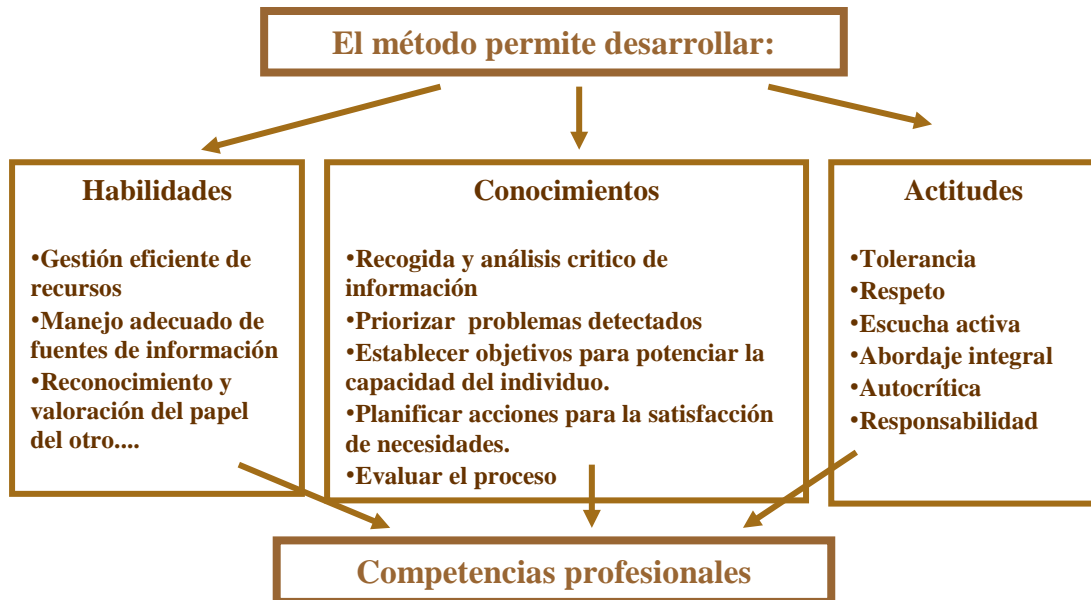 El método permite desarrollar:
Habilidades
•Gestión eficiente de
recursos
•Manejo adecuado de
fuentes de información
•Reconocimiento y
valoración del papel
del otro....
Conocimientos
•Recogida y análisis critico de
información
•Priorizar problemas detectados
•Establecer objetivos para potenciar la
capacidad del individuo.
•Planificar acciones para la satisfacción
de necesidades.
•Evaluar el proceso
Actitudes
•Tolerancia
•Respeto
•Escucha activa
•Abordaje integral
•Autocrítica
•Responsabilidad
Competencias profesionales